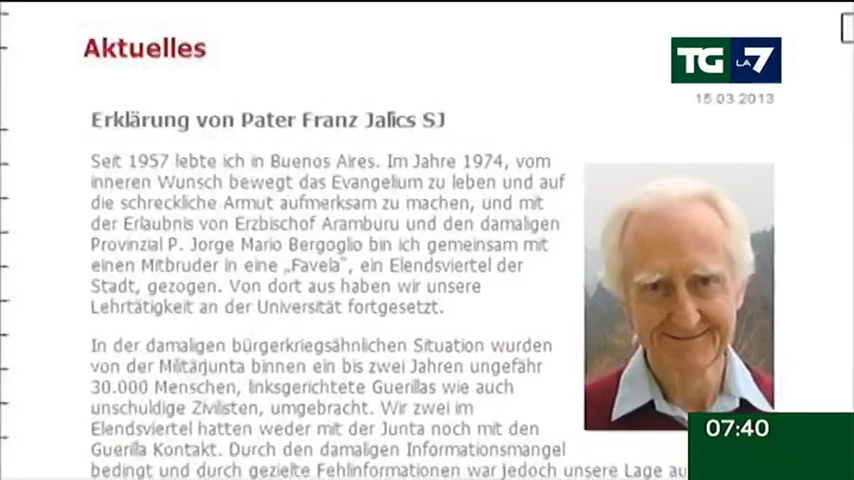 Aktuelles
TG LA 7
15.03.2013
Erklärung von Pater Franz Jalics SJ
Seit 1957 lebte ich in Buenos Aires. Im Jahre 1974, vom
inneren Wunsch bewegt das Evangelium zu leben und auf
die schreckliche Armut aufmerksam zu machen, und mit
der Erlaubnis von Erzbischof Aramburu und den damaligen
Provinzial P. Jorge Mario Bergoglio bin ich gemeinsam mit
einen Mitbruder in eine „Favela“, ein Elendsviertel der
Stadt, gezogen. Von dort aus haben wir unsere
Lehrtätigkeit an der Universität fortgesetzt.
In der damaligen bürgerkriegsähnlichen Situation wurden
von der Militärjunta binnen ein bis zwei Jahren ungefähr
30.000 Menschen, linksgerichtete Guerillas wie auch
unschuldige Zivilisten, umgebracht. Wir zwei im
Elendsviertel hatten weder mit der Junta noch mit den
Guerilla Kontakt. Durch den damaligen Informationsmangel
bedingt und durch gezielte Fehlinformationen war jedoch unsere Lage au
07:40